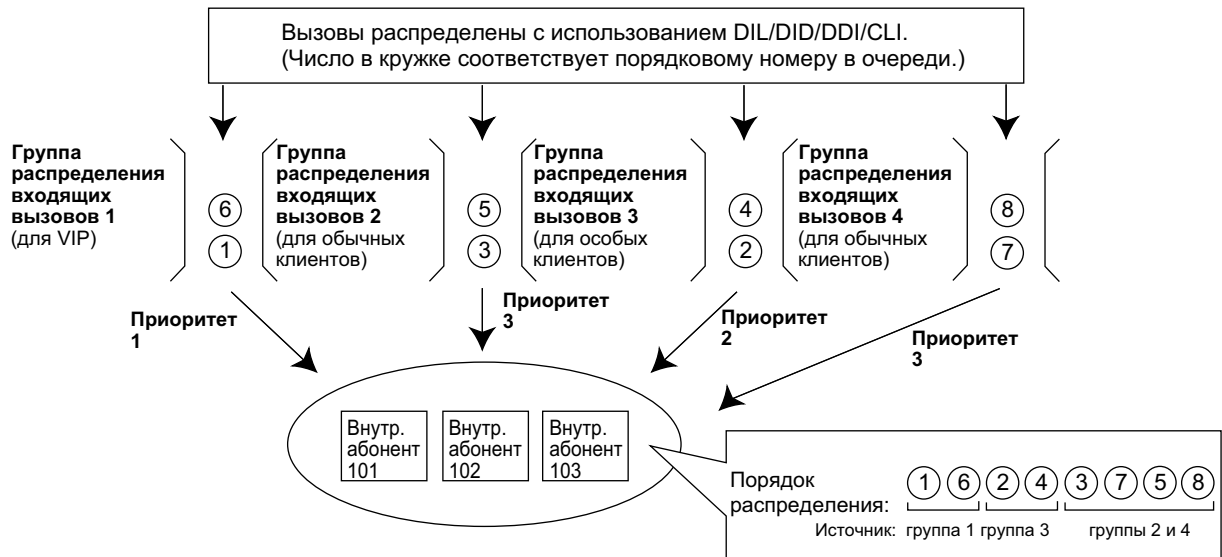 Вызовы распределены с использованием DIL/DID/DDI/CLI.
(Число в кружке соответствует порядковому номеру в очереди.)
Группа
распределения
входящих
вызовов 1
(для VIP)
6
1
Группа
распределения
входящих
вызовов 2
(для обычных
клиентов)
5
3
Группа
распределения
входящих
вызовов 3
(для особых
клиентов)
4
2
Группа
распределения
входящих
вызовов 4
(для обычных
клиентов)
8
7
Приоритет
1
Приоритет
3
Приоритет
2
Приоритет
3
Внутр.
абонент
101
Внутр.
абонент
102
Внутр.
абонент
103
Порядок
распределения:
1 6 2 4 3 7 5 8
Источник: группа 1 группа 3 группы 2 и 4